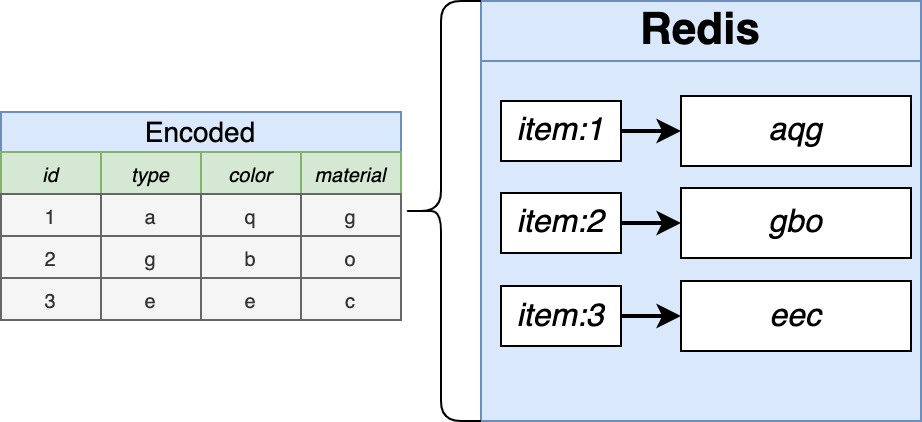 Encoded
id type color material
1 a q g
2 g b o
3 e e c
Redis
item:1 aqg
item:2 gbo
item:3 eec